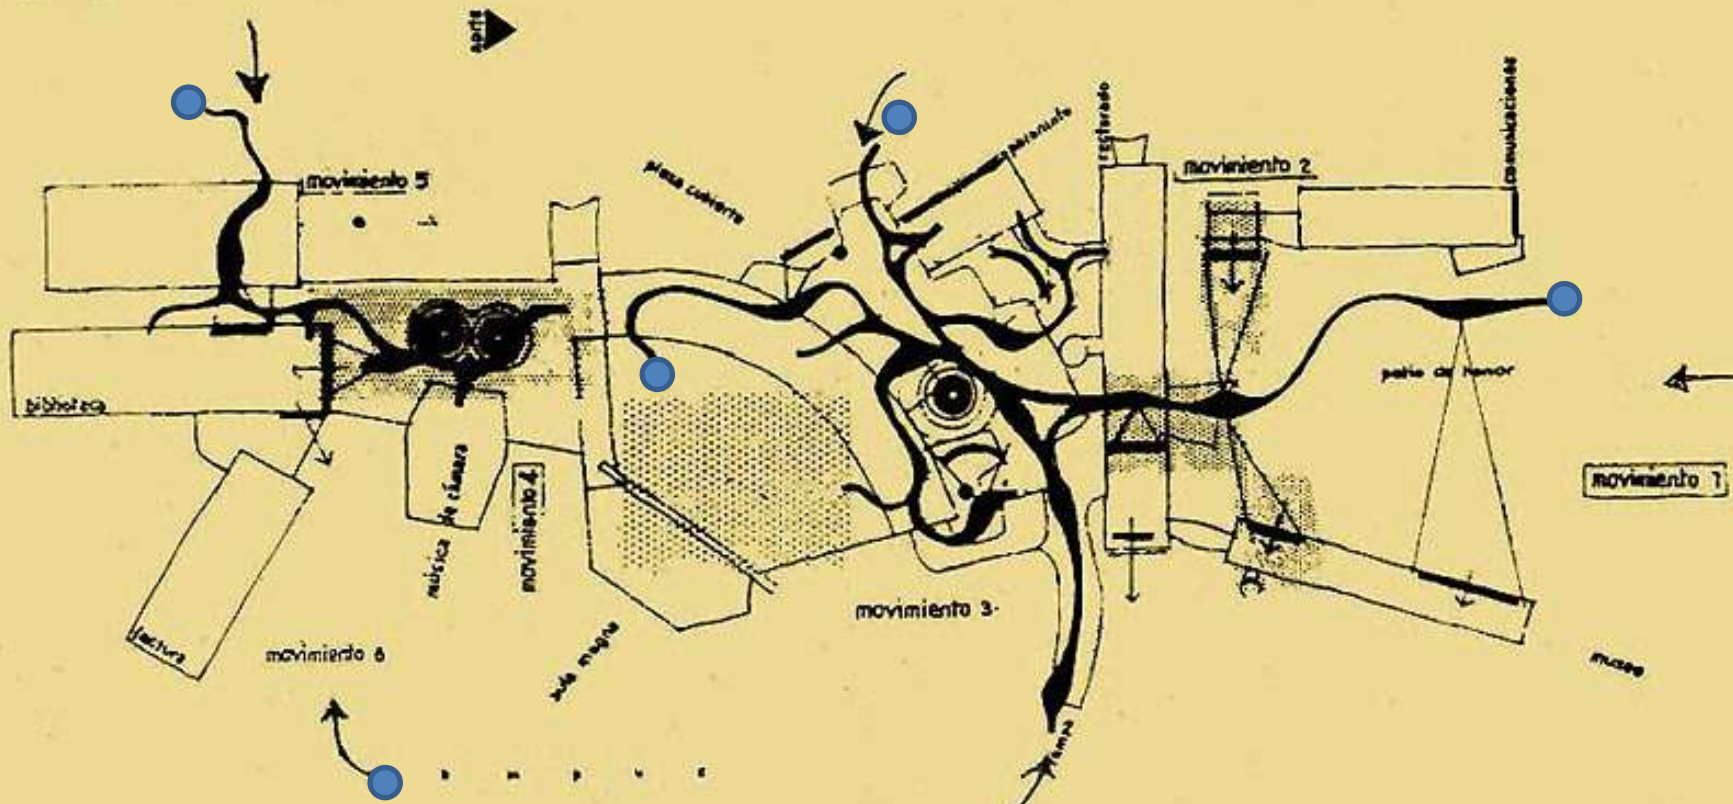 norte
movimiento 5
plaza cubierta
paraninfo
rectorado
movimiento 2
comunicaciones
patio de honor
movimiento 1
biblioteca
música de cámara
movimiento 4
movimiento 3
lectura
movimiento 6
aula magna
museo
rampa